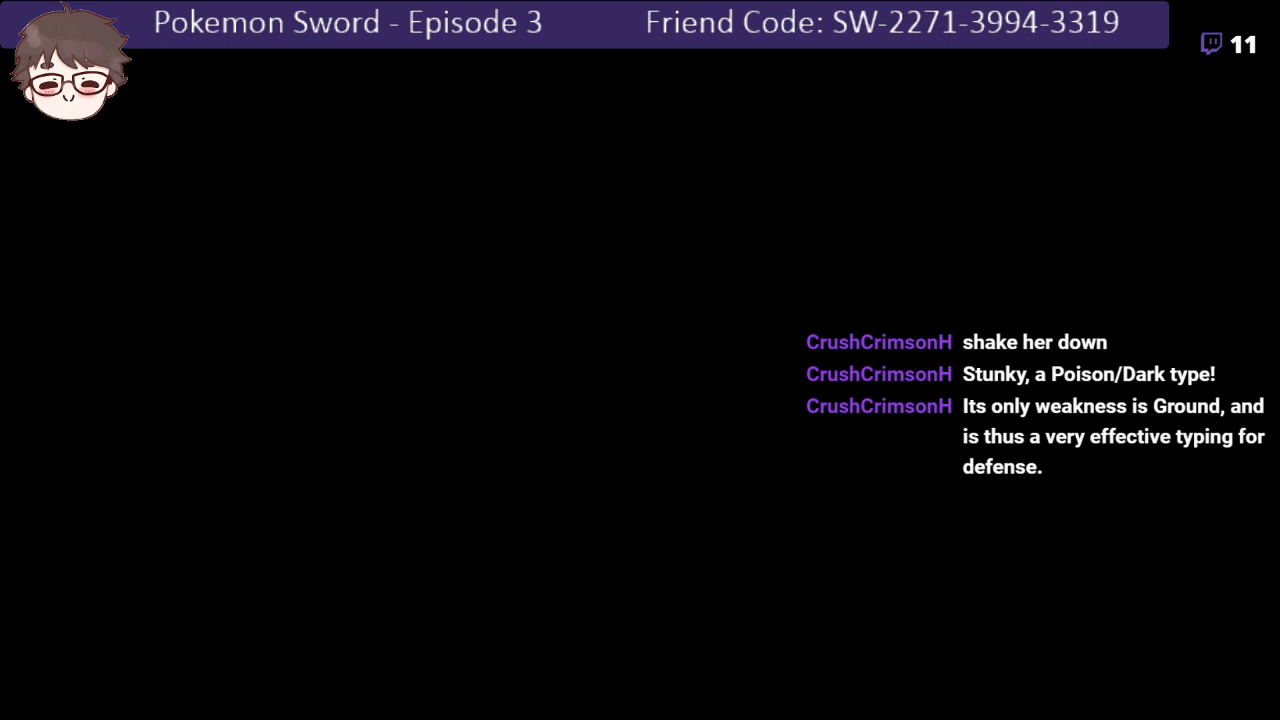 Pokemon Sword - Episode 3 Friend Code: SW-2271-3994-3319
11
CrushCrimsonH shake her down
CrushCrimsonH Stunky, a Poison/Dark type!
CrushCrimsonH Its only weakness is Ground, and
is thus a very effective typing for
defense.